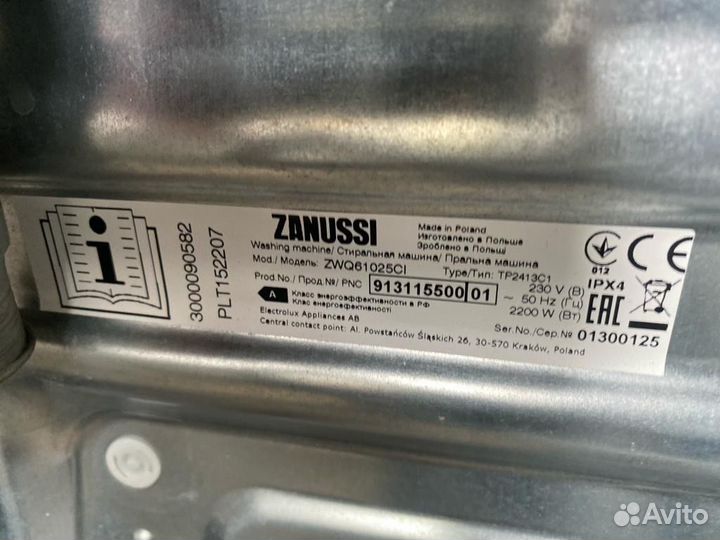 3000090582
PLT152207
ZANUSSI
Made in Poland
Изготовлено в Польше
Зроблено в Польщі
Washing machine/ Стиральная машина/ Пральна машина
Mod./ Модель: ZWQ61025CI Type/Тип: TP2413C1
Prod.No./ Прод.№/ PNC 913115500 01 230 V (В)
~ 50 Hz (Гц)
2200 W (Вт)
A Класс энергоэффективности в РФ
Клас енергоефективності
Electrolux Appliances AB
Central contact point: Al. Powstańców Śląskich 26, 30-570 Kraków, Poland
Ser.No./Сер.№ 01300125
012
CE
IPX4
EAC
Avito